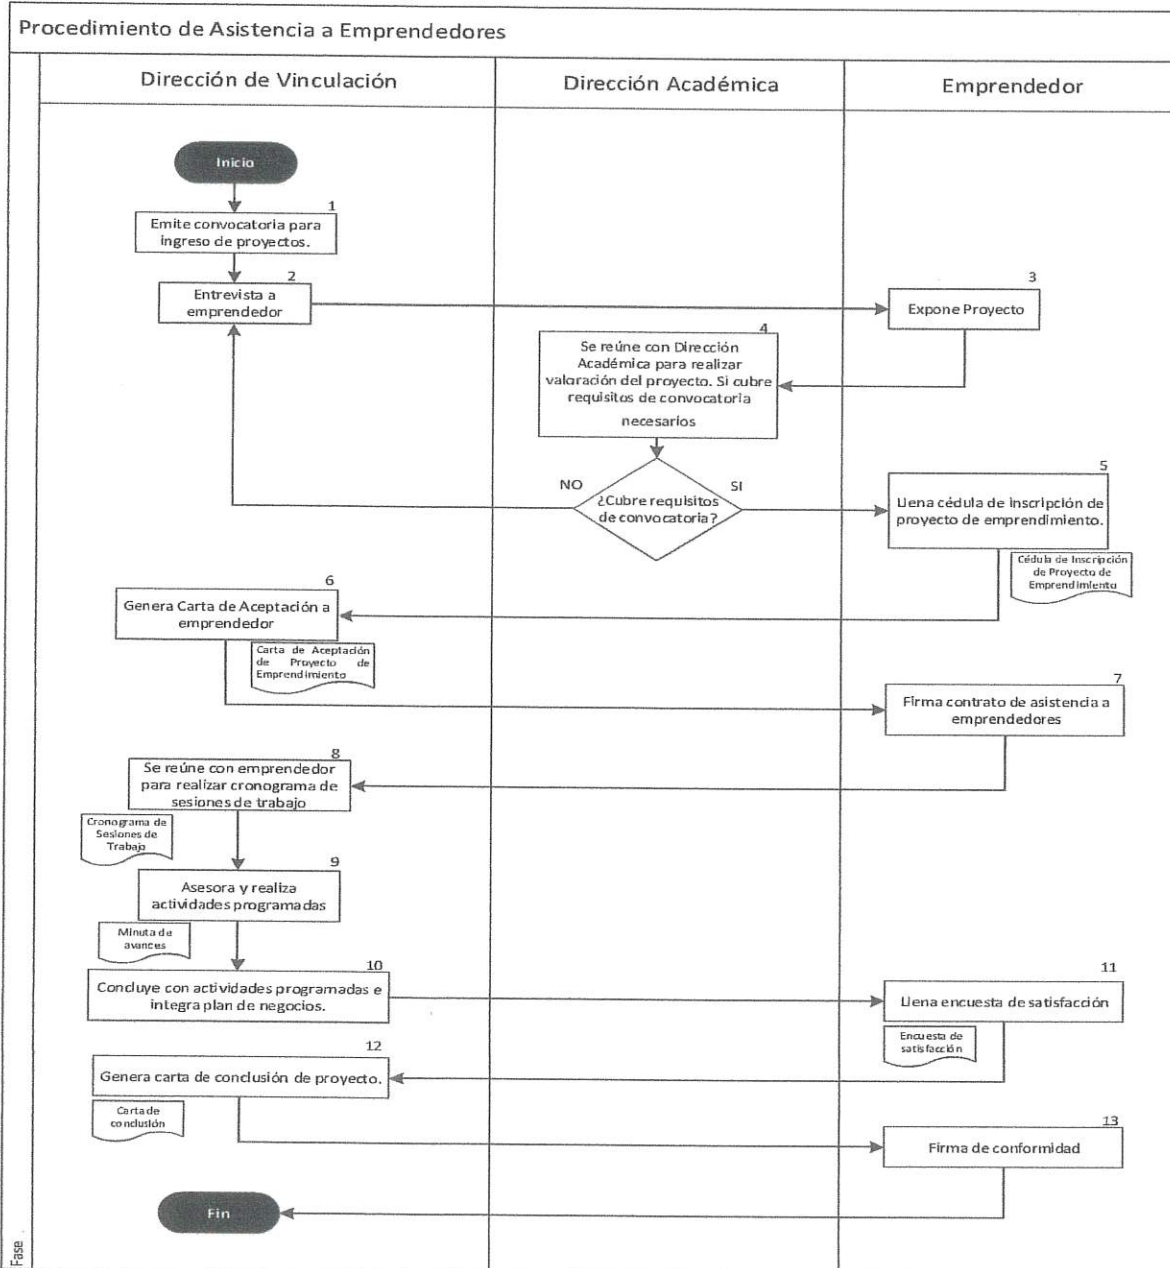 Procedimiento de Asistencia a Emprendedores
Dirección de Vinculación
Dirección Académica
Emprendedor
Inicio
1
Emite convocatoria para
ingreso de proyectos.
2
Entrevista a
emprendedor
3
Expone Proyecto
4
Se reúne con Dirección
Académica para realizar
valoración del proyecto. Si cubre
requisitos de convocatoria
necesarios
NO
¿Cubre requisitos
de convocatoria?
SI
5
Llena cédula de inscripción de
proyecto de emprendimiento.
Cédula de Inscripción
de Proyecto de
Emprendimiento
6
Genera Carta de Aceptación a
emprendedor
Carta de Aceptación
de Proyecto de
Emprendimiento
7
Firma contrato de asistencia a
emprendedores
8
Se reúne con emprendedor
para realizar cronograma de
sesiones de trabajo
Cronograma de
Sesiones de
Trabajo
9
Asesora y realiza
actividades programadas
Minuta de
avances
10
Concluye con actividades programadas e
integra plan de negocios.
11
Llena encuesta de satisfacción
Encuesta de
satisfacción
12
Genera carta de conclusión de proyecto.
Carta de
conclusión
13
Firma de conformidad
Fin
Fase